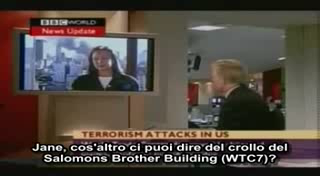 BBC WORLD
News Update
TERRORISM ATTACKS IN US
Jane, cos'altro ci puoi dire del crollo del
Salomons Brother Building (WTC7)?